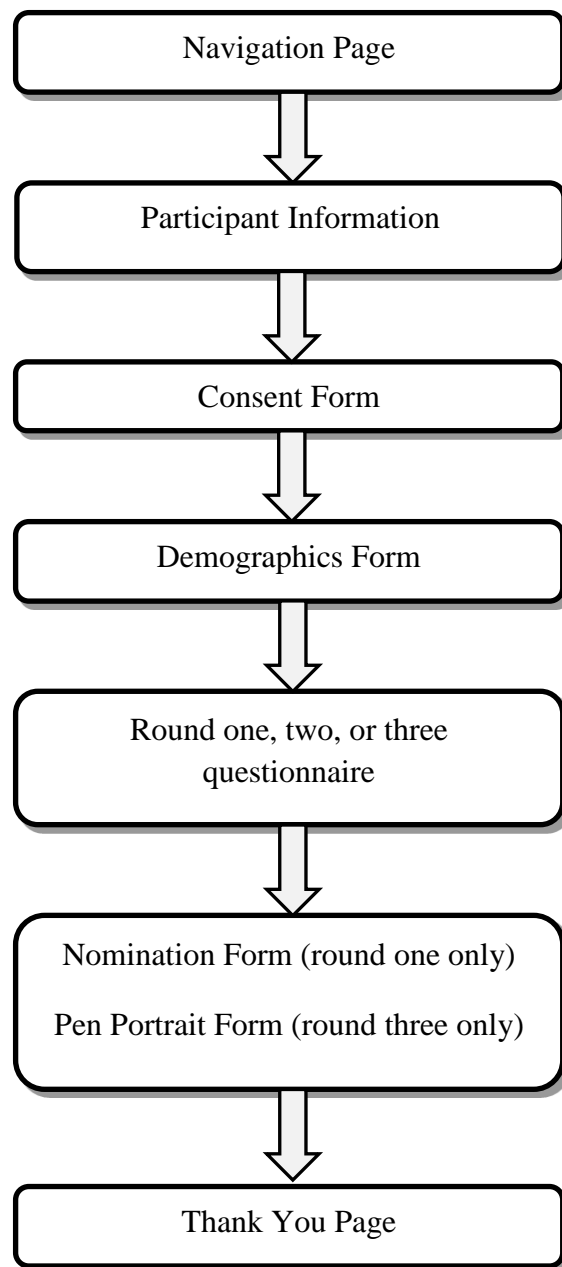 Navigation Page
Participant Information
Consent Form
Demographics Form
Round one, two, or three
questionnaire
Nomination Form (round one only)
Pen Portrait Form (round three only)
Thank You Page